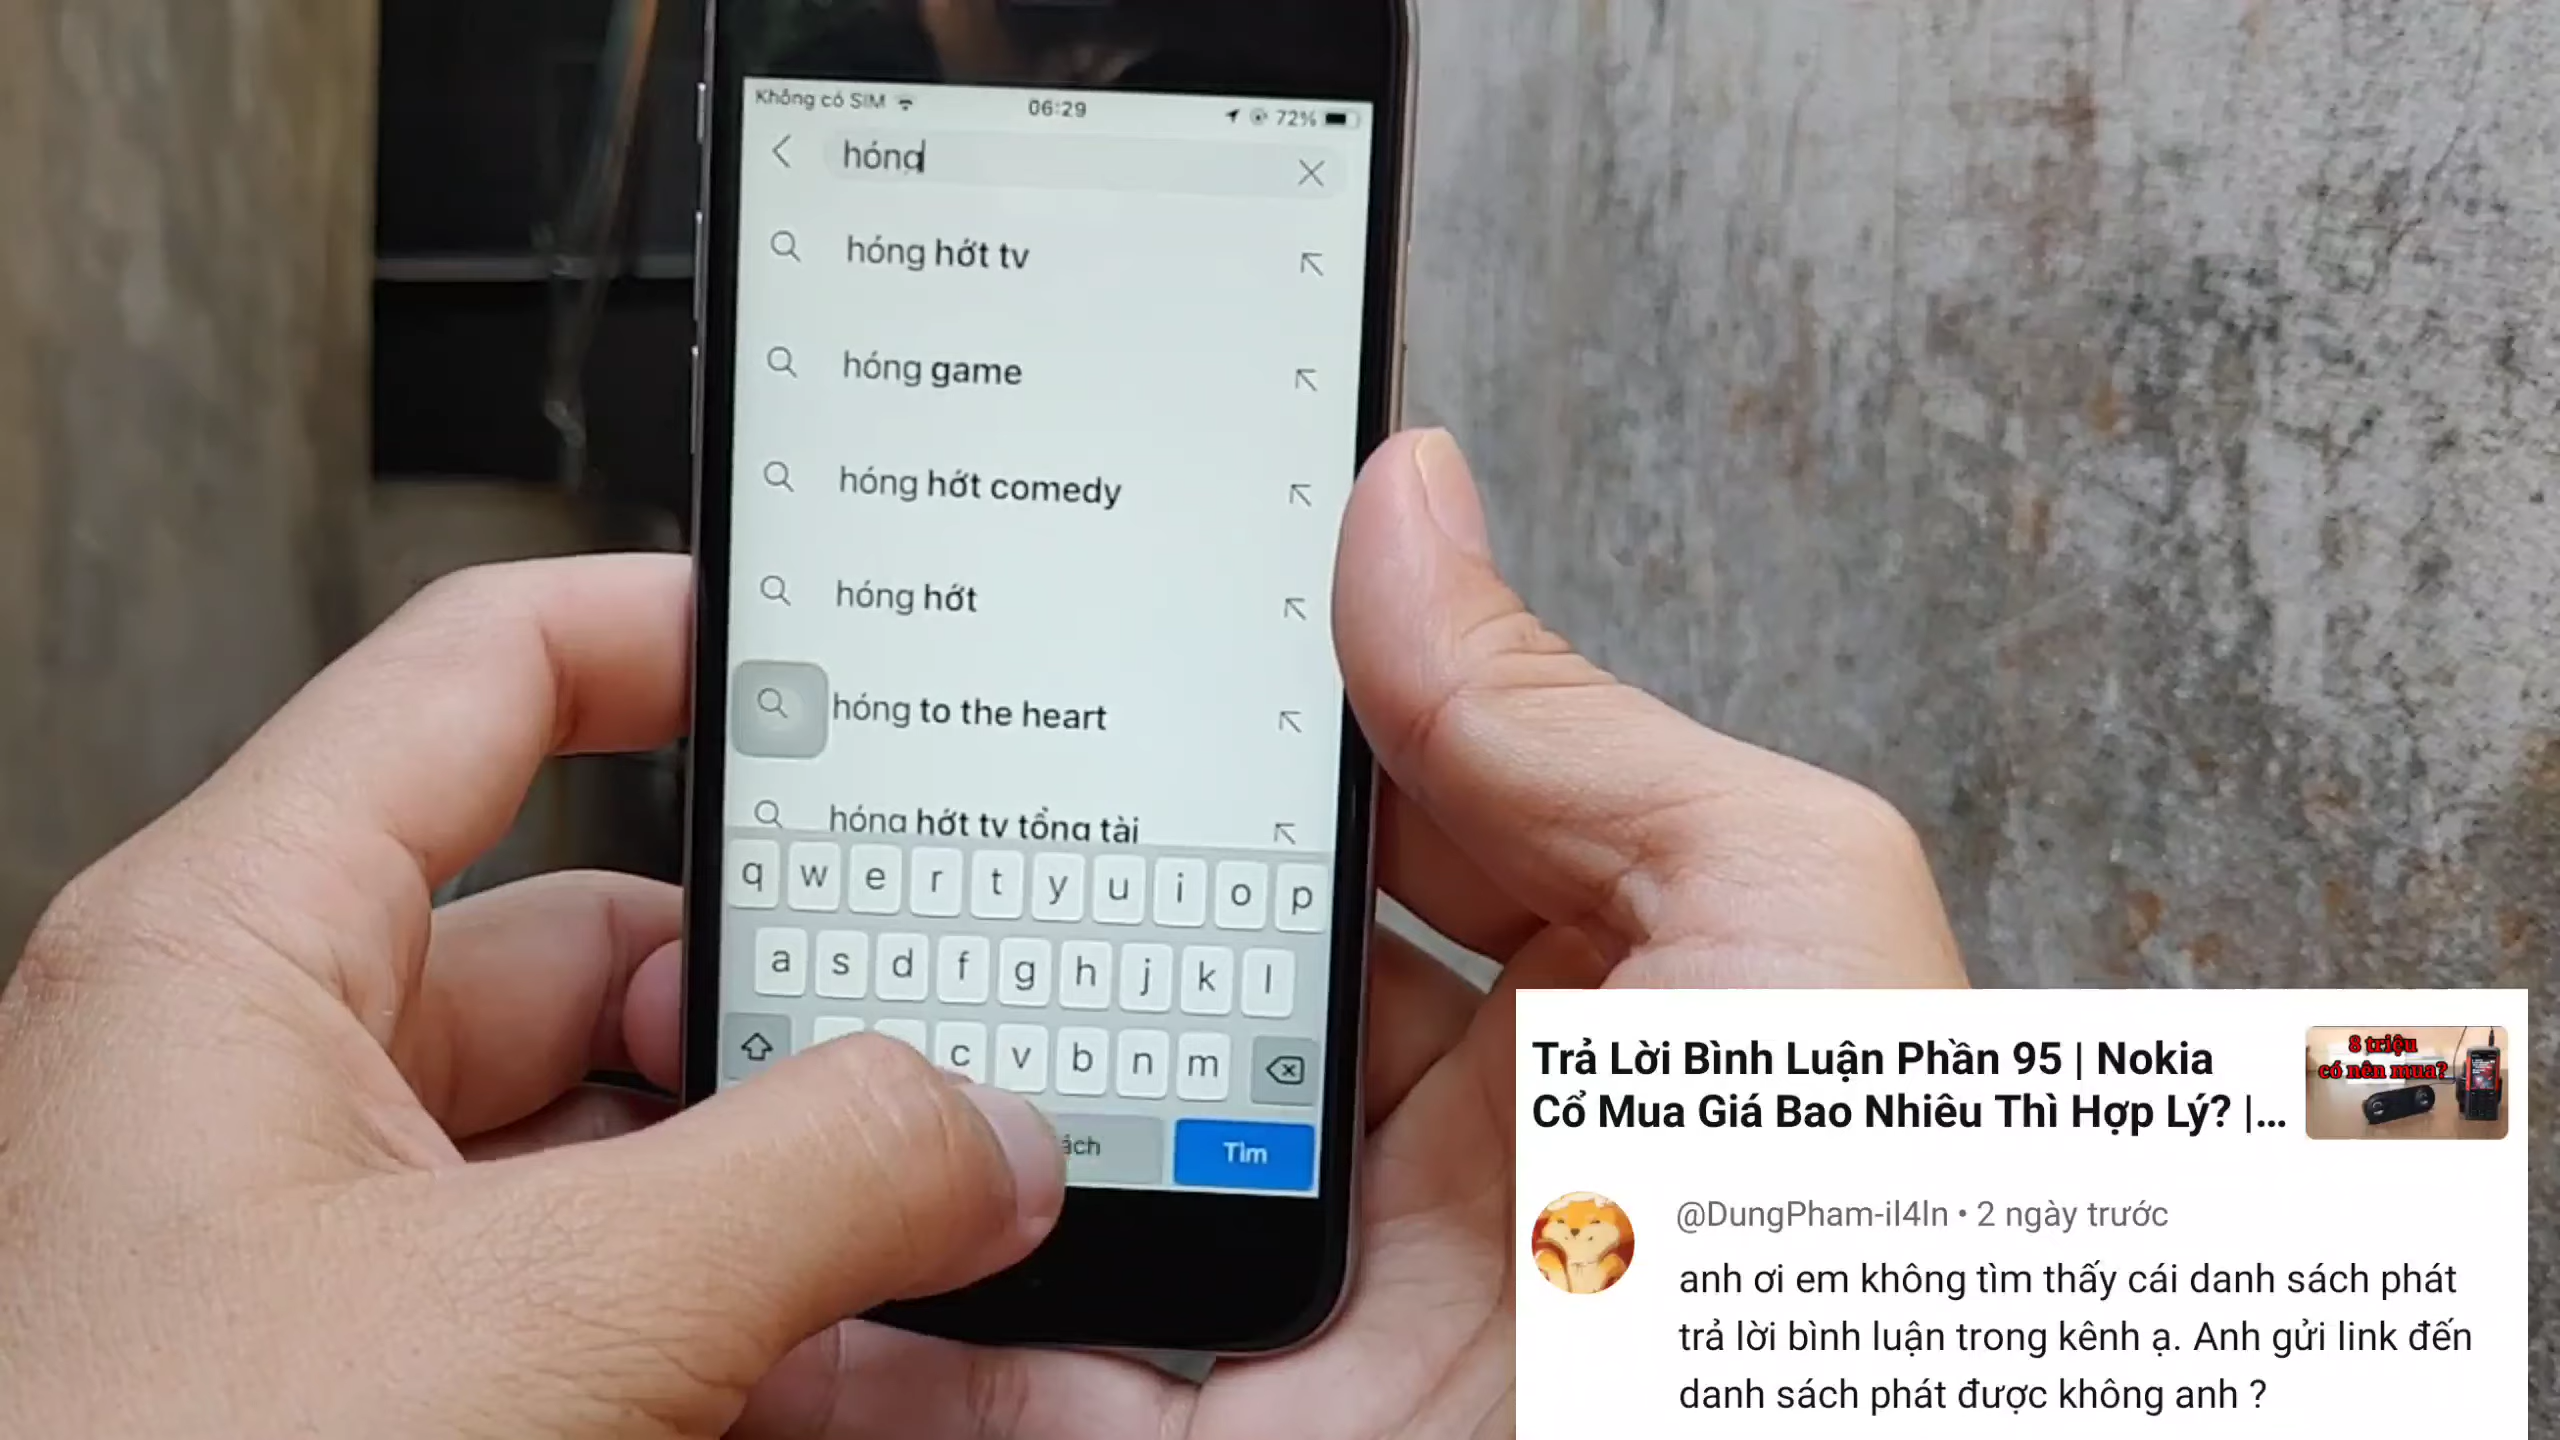 Không có SIM
06:29
72%
hóng
hóng hớt tv
hóng game
hóng hớt comedy
hóng hớt
hóng to the heart
hóng hớt tv tổng tài
q w e r t y u i o p
a s d f g h j k l
c v b n m
ách
Tìm
Trả Lời Bình Luận Phần 95 | Nokia
Cổ Mua Giá Bao Nhiêu Thì Hợp Lý? |...
8 triệu
có nên mua?
@DungPham-il4ln • 2 ngày trước
anh ơi em không tìm thấy cái danh sách phát
trả lời bình luận trong kênh ạ. Anh gửi link đến
danh sách phát được không anh ?